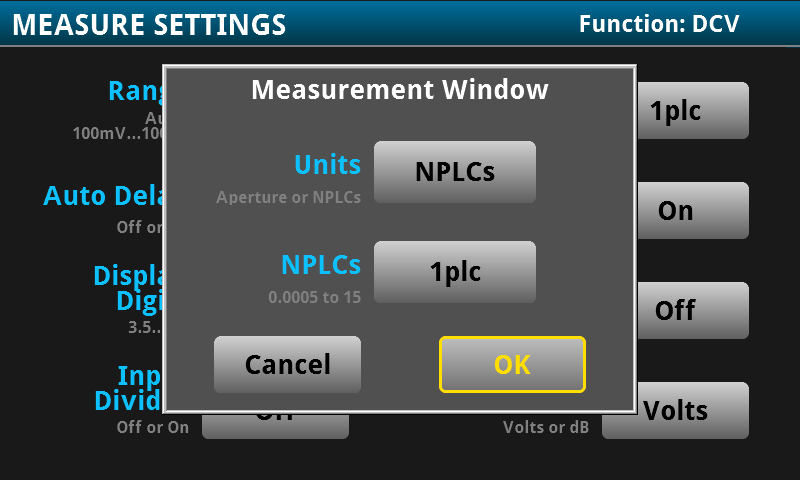 MEASURE SETTINGS
Function: DCV
Measurement Window
Rang
Au
100mV...100
1plc
Units
NPLCs
Aperture or NPLCs
Auto Dela
On
Off or
NPLCs
1plc
0.0005 to 15
Displa
Digi
3.5..
Off
Cancel
OK
Inp
Divid
Off or On
Volts or dB
Volts